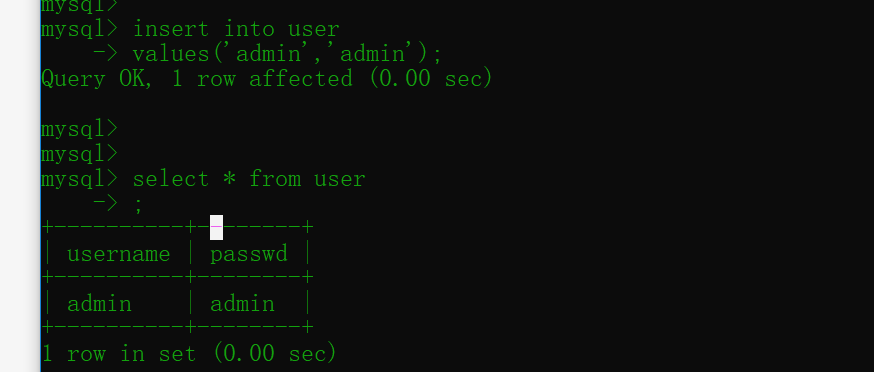 mysql>
mysql> insert into user
    -> values('admin','admin');
Query OK, 1 row affected (0.00 sec)
mysql>
mysql>
mysql> select * from user
    -> ;
+----------+--------+
| username | passwd |
+----------+--------+
| admin    | admin  |
+----------+--------+
1 row in set (0.00 sec)